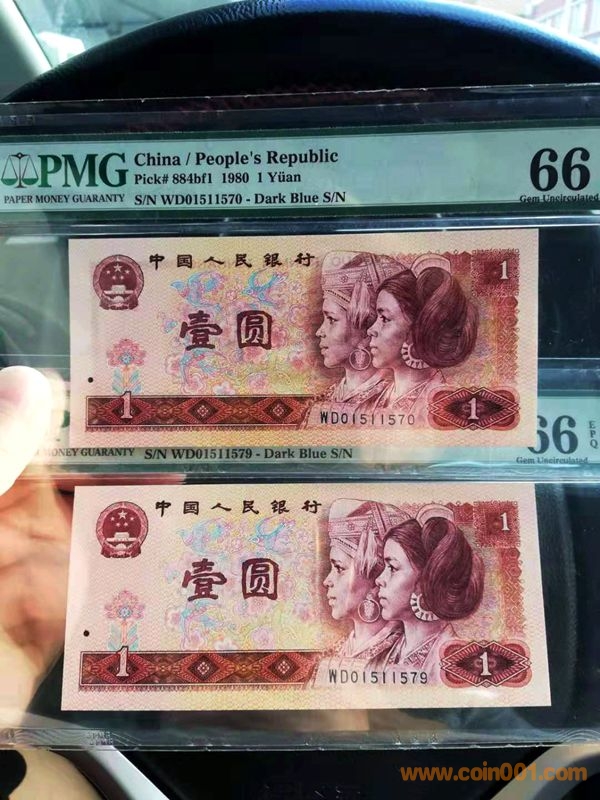 PMG
PAPER MONEY GUARANTY
China / People's Republic
Pick# 884bf1 1980 1 Yüan
S/N WD01511570 - Dark Blue S/N
66
Gem Uncirculated
中国人民银行
1
壹圆
1
WD01511570
1
MONEY GUARANTY
S/N WD01511579 - Dark Blue S/N
66
EPQ
Gem Uncirculated
中国人民银行
1
壹圆
1
WD01511579
1
www.coin001.com